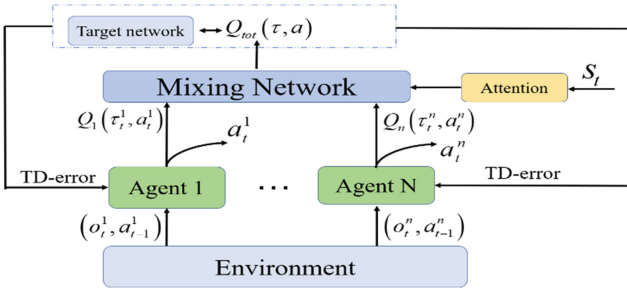 Target network
Q_tot(τ, a)
Mixing Network
Attention
S_t
Q_1(τ_t^1, a_t^1)
a_t^1
Q_n(τ_t^n, a_t^n)
a_t^n
TD-error
Agent 1
...
Agent N
TD-error
(o_t^1, a_{t-1}^1)
(o_t^n, a_{t-1}^n)
Environment